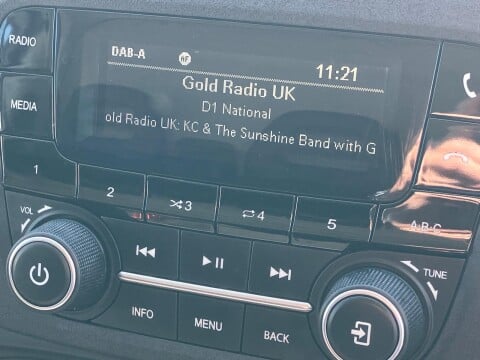 RADIO
DAB-A
11:21
Gold Radio UK
D1 National
old Radio UK: KC & The Sunshine Band with G
MEDIA
1
2
3
4
5
A-B-C
VOL
TUNE
INFO
MENU
BACK